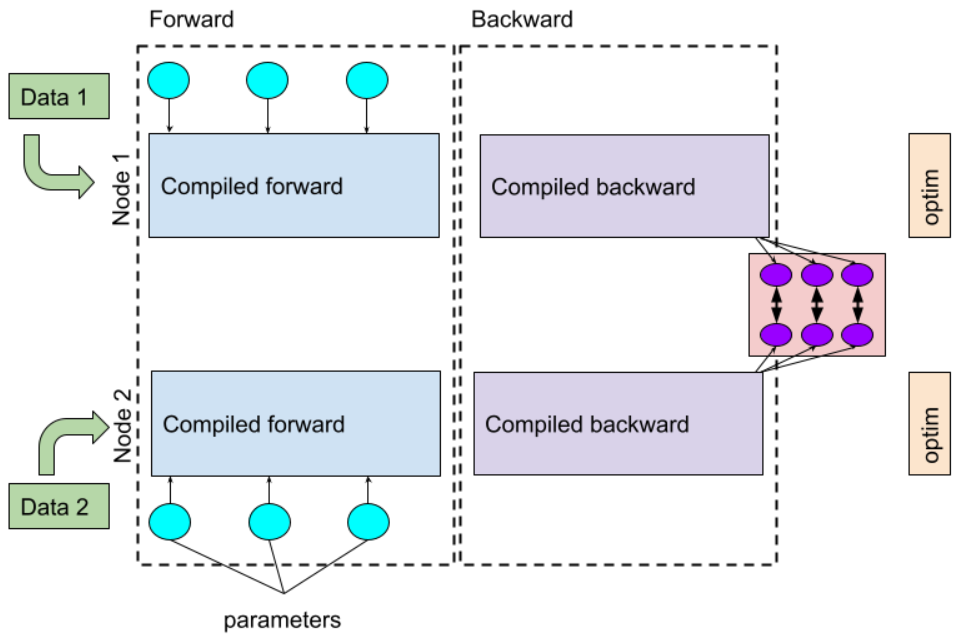 Forward
Backward
Data 1
Node 1
Compiled forward
Compiled backward
optim
Node 2
Compiled forward
Compiled backward
optim
Data 2
parameters